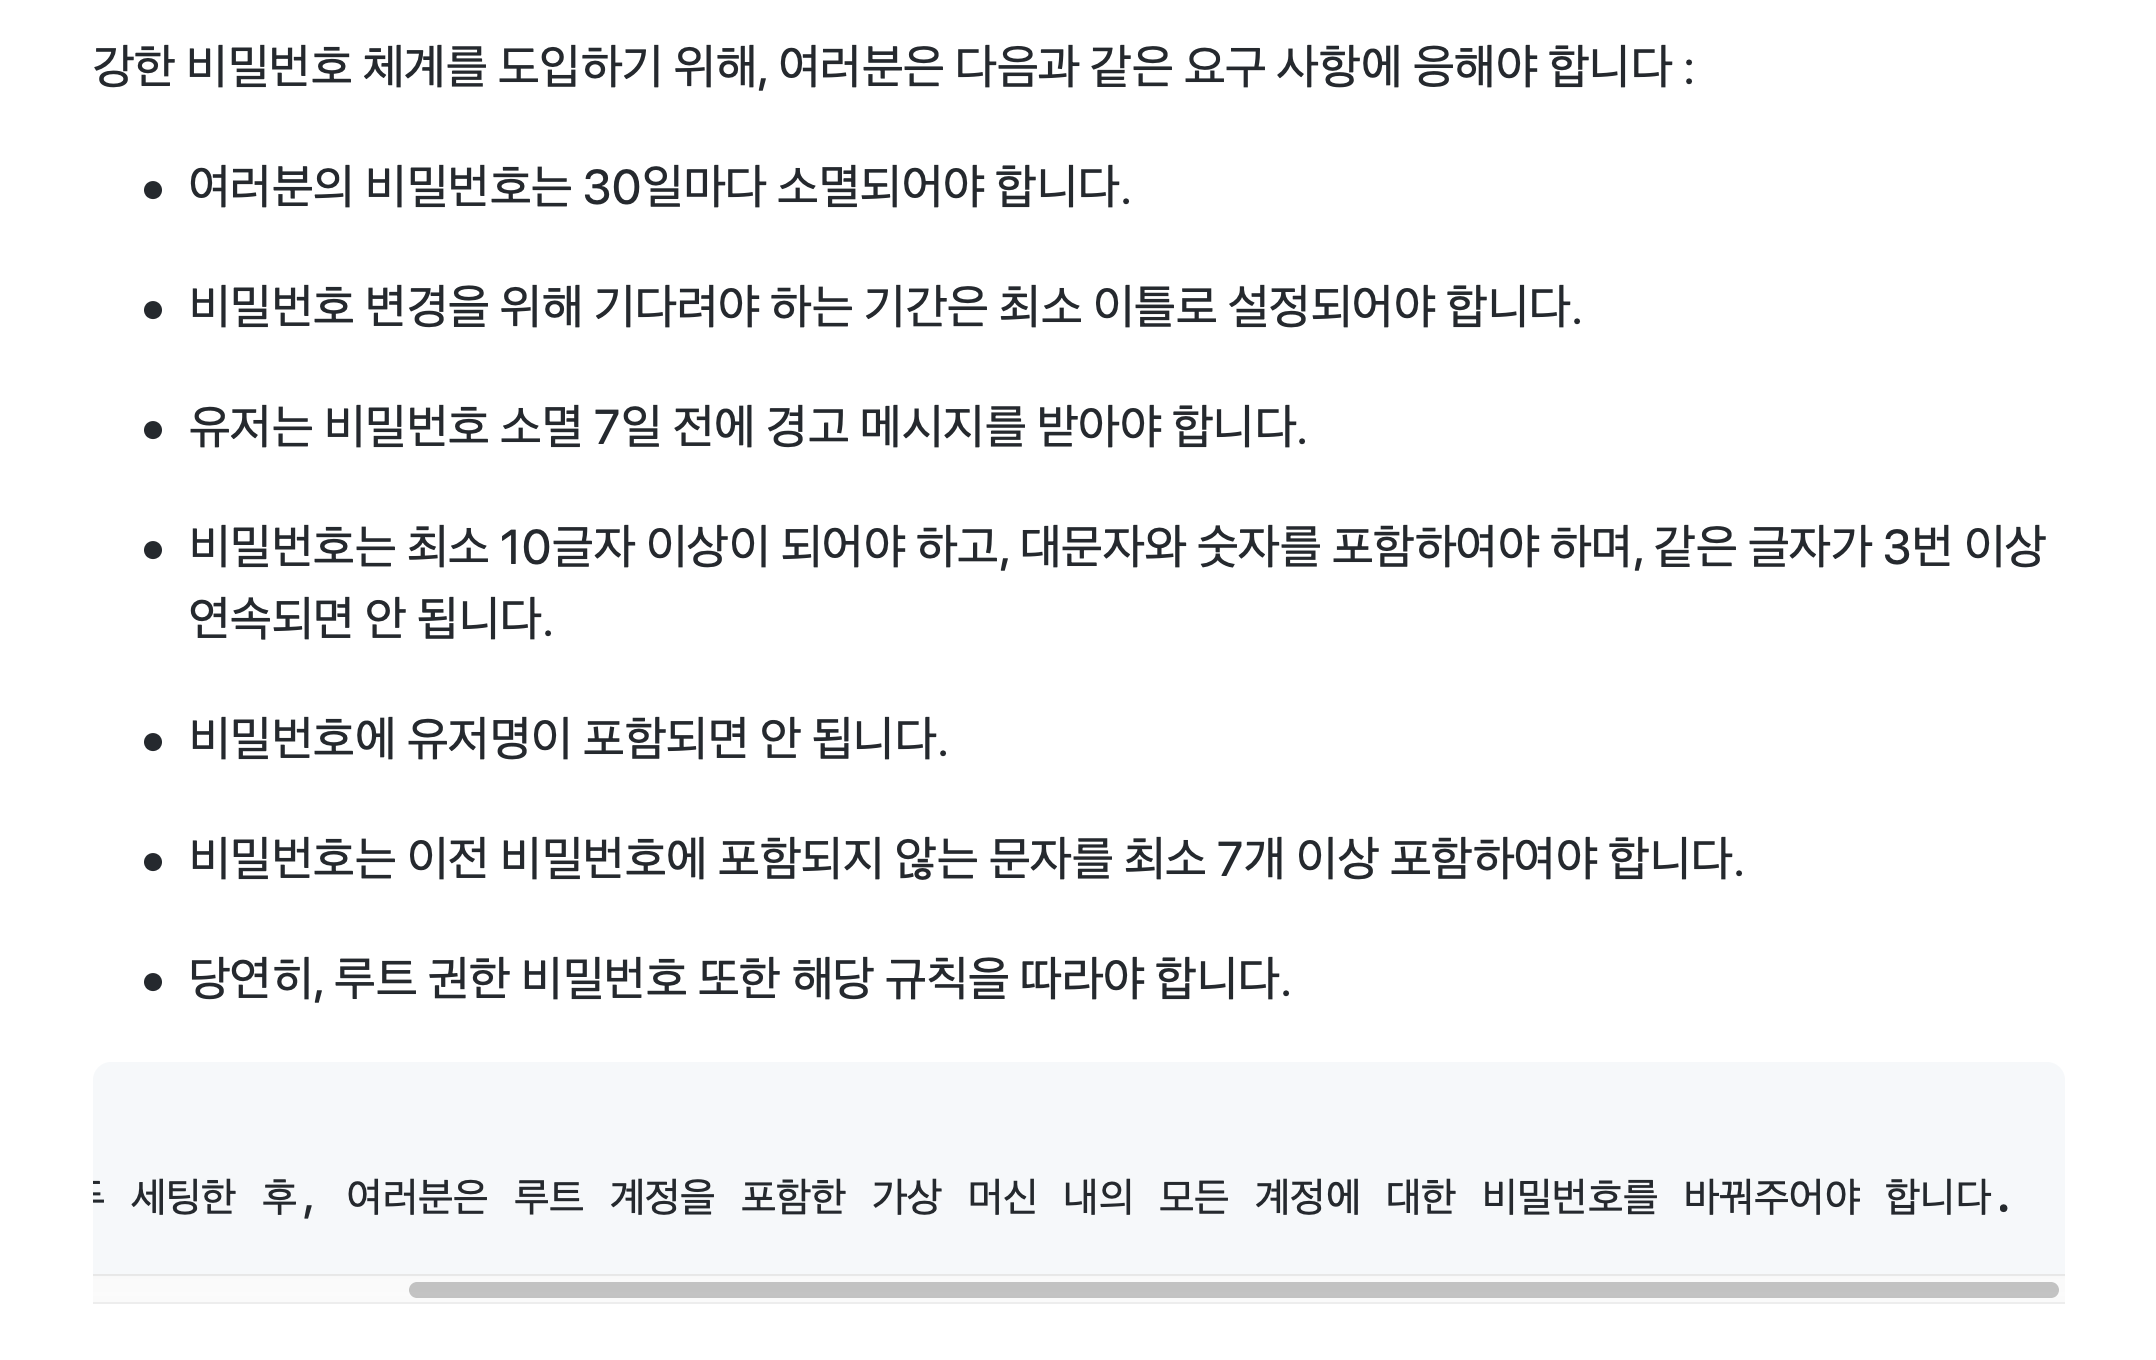 강한 비밀번호 체계를 도입하기 위해, 여러분은 다음과 같은 요구 사항에 응해야 합니다 :
여러분의 비밀번호는 30일마다 소멸되어야 합니다.
비밀번호 변경을 위해 기다려야 하는 기간은 최소 이틀로 설정되어야 합니다.
유저는 비밀번호 소멸 7일 전에 경고 메시지를 받아야 합니다.
비밀번호는 최소 10글자 이상이 되어야 하고, 대문자와 숫자를 포함하여야 하며, 같은 글자가 3번 이상
연속되면 안 됩니다.
비밀번호에 유저명이 포함되면 안 됩니다.
비밀번호는 이전 비밀번호에 포함되지 않는 문자를 최소 7개 이상 포함하여야 합니다.
당연히, 루트 권한 비밀번호 또한 해당 규칙을 따라야 합니다.
세팅한 후, 여러분은 루트 계정을 포함한 가상 머신 내의 모든 계정에 대한 비밀번호를 바꿔주어야 합니다.